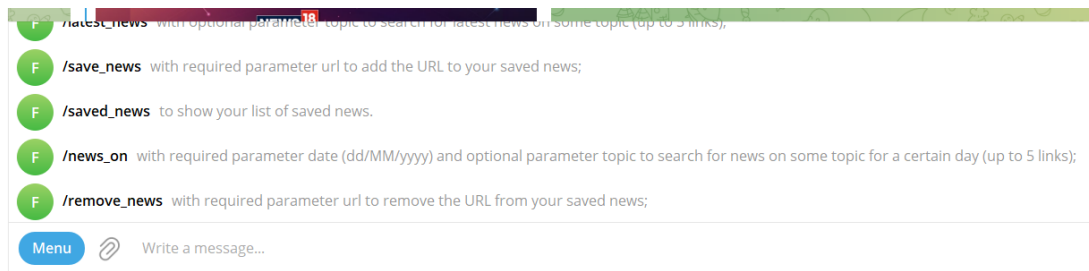 18
/latest_news with optional parameter topic to search for latest news on some topic (up to 5 links);
F /save_news with required parameter url to add the URL to your saved news;
F /saved_news to show your list of saved news.
F /news_on with required parameter date (dd/MM/yyyy) and optional parameter topic to search for news on some topic for a certain day (up to 5 links);
F /remove_news with required parameter url to remove the URL from your saved news;
Menu Write a message...